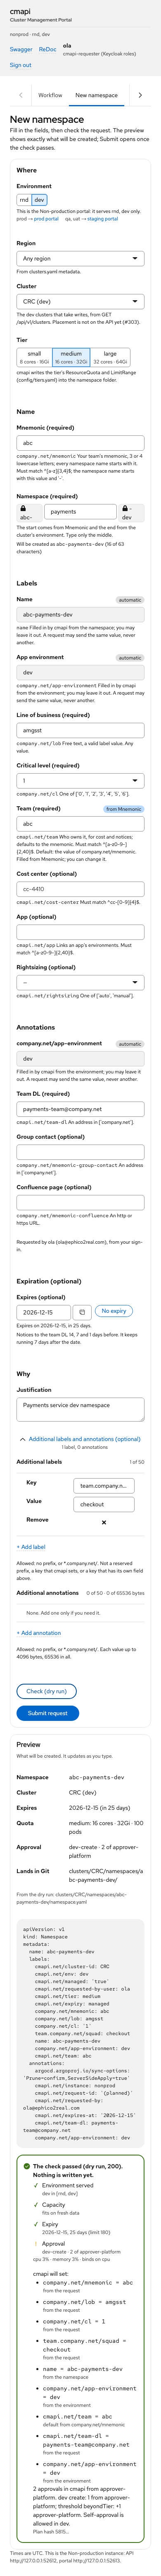 cmapi
Cluster Management Portal
nonprod · rnd, dev
Swagger ReDoc ola
cmapi-requester (Keycloak roles)
Sign out
Workflow New namespace
New namespace
Fill in the fields, then check the request. The preview shows exactly what will be created; Submit opens once the check passes.
Where
Environment
rnd dev
This is the Non-production portal: it serves rnd, dev only.
prod → prod portal qa, uat → staging portal
Region
Any region
From clusters.yaml metadata.
Cluster
CRC (dev)
The dev clusters that take writes, from GET /api/v1/clusters. Placement is not on the API yet (#303).
Tier
small medium large
8 cores · 16Gi 16 cores · 32Gi 32 cores · 64Gi
cmapi writes the tier's ResourceQuota and LimitRange (config/tiers.yaml) into the namespace folder.
Name
Mnemonic (required)
abc
company.net/mnemonic Your team's mnemonic, 3 or 4 lowercase letters; every namespace name starts with it. Must match ^[a-z]{3,4}$; the namespace name starts with this value and '-'.
Namespace (required)
abc- payments -dev
The start comes from Mnemonic and the end from the cluster's environment. Type only the middle.
Will be created as abc-payments-dev (16 of 63 characters)
Labels
Name automatic
abc-payments-dev
name Filled in by cmapi from the namespace; you may leave it out. A request may send the same value, never another.
App environment automatic
dev
company.net/app-environment Filled in by cmapi from the environment; you may leave it out. A request may send the same value, never another.
Line of business (required)
amgsst
company.net/lob Free text, a valid label value. Any value.
Critical level (required)
1
company.net/cl One of ['0', '1', '2', '3', '4', '5', '6'].
Team (required) from Mnemonic
abc
cmapi.net/team Who owns it, for cost and notices; defaults to the mnemonic. Must match ^[a-z0-9-]{2,40}$. Default: the value of company.net/mnemonic. Filled from Mnemonic; you can change it.
Cost center (optional)
cc-4410
cmapi.net/cost-center Must match ^cc-[0-9]{4}$.
App (optional)
cmapi.net/app Links an app's environments. Must match ^[a-z0-9-]{2,40}$.
Rightsizing (optional)
—
cmapi.net/rightsizing One of ['auto', 'manual'].
Annotations
company.net/app-environment automatic
dev
Filled in by cmapi from the environment; you may leave it out. A request may send the same value, never another.
Team DL (required)
payments-team@company.net
cmapi.net/team-dl An address in ['company.net'].
Group contact (optional)
company.net/mnemonic-group-contact An address in ['company.net'].
Confluence page (optional)
company.net/mnemonic-confluence An http or https URL.
Requested by ola (ola@ephico2real.com), from your sign-in.
Expiration (optional)
Expires (optional)
2026-12-15 No expiry
Expires on 2026-12-15, in 25 days.
Notices to the team DL 14, 7 and 1 days before. It keeps running 7 days after the date.
Why
Justification
Payments service dev namespace
Additional labels and annotations (optional)
1 label, 0 annotations
Additional labels 1 of 50
Key team.company.n...
Value checkout
Remove ×
+ Add label
Allowed: no prefix, or *.company.net/. Not a reserved prefix, a key that cmapi sets, or a key that has its own field above.
Additional annotations 0 of 50 · 0 of 65536 bytes
None. Add one only if you need it.
+ Add annotation
Allowed: no prefix, or *.company.net/. Each value up to 4096 bytes, 65536 in all.
Check (dry run)
Submit request
Preview
What will be created. It updates as you type.
Namespace abc-payments-dev
Cluster CRC (dev)
Expires 2026-12-15 (in 25 days)
Quota medium: 16 cores · 32Gi · 100 pods
Approval dev-create · 2 of approver-platform
Lands in Git clusters/CRC/namespaces/abc-payments-dev/
From the dry run: clusters/CRC/namespaces/abc-payments-dev/namespace.yaml
apiVersion: v1
kind: Namespace
metadata:
name: abc-payments-dev
labels:
cmapi.net/cluster-id: CRC
cmapi.net/env: dev
cmapi.net/managed: 'true'
cmapi.net/requested-by-user: ola
cmapi.net/tier: medium
cmapi.net/expiry: managed
company.net/mnemonic: abc
company.net/lob: amgsst
company.net/cl: '1'
team.company.net/squad: checkout
name: abc-payments-dev
company.net/app-environment: dev
cmapi.net/team: abc
annotations:
argocd.argoproj.io/sync-options: 'Prune=confirm,ServerSideApply=true'
cmapi.net/instance: nonprod
cmapi.net/request-id: '(planned)'
cmapi.net/requested-by: ola@ephico2real.com
cmapi.net/expires-at: '2026-12-15'
cmapi.net/team-dl: payments-team@company.net
company.net/app-environment: dev
The check passed (dry run, 200). Nothing is written yet.
✓ Environment served
dev in [rnd, dev]
✓ Capacity
fits on fresh data
✓ Expiry
2026-12-15, 25 days (limit 180)
! Approval
dev-create · 2 of approver-platform
cpu 3% · memory 3% · binds on cpu
cmapi will set:
• company.net/mnemonic = abc
from the request
• company.net/lob = amgsst
from the request
• company.net/cl = 1
from the request
• team.company.net/squad = checkout
from the request
• name = abc-payments-dev
from the namespace
• company.net/app-environment = dev
from the environment
• cmapi.net/team = abc
default from company.net/mnemonic
• cmapi.net/team-dl = payments-team@company.net
from the request
• company.net/app-environment = dev
from the environment
2 approvals in cmapi from approver-platform. dev create: 1 from approver-platform; threshold beyondTier: +1 approver-platform. Self-approval is allowed in dev.
Times are UTC. This is the Non-production instance: API